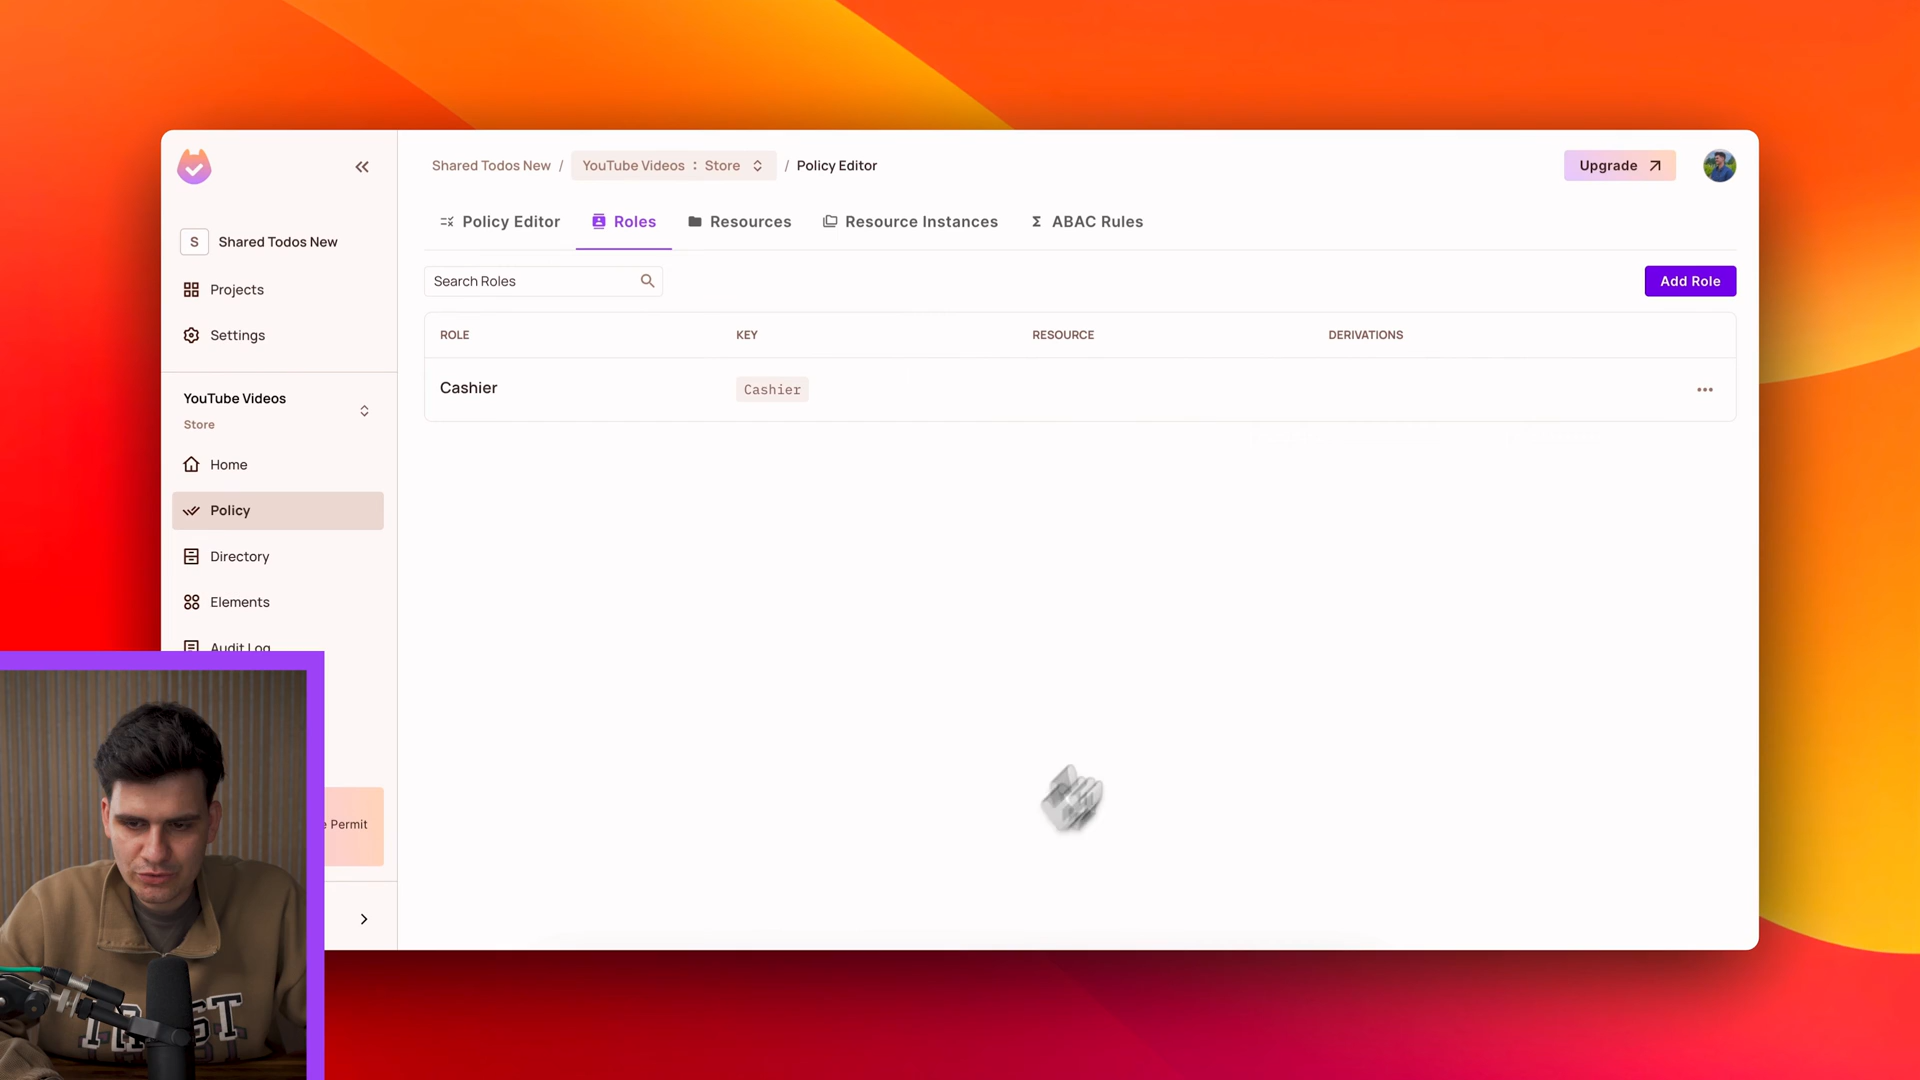 Shared Todos New / YouTube Videos : Store / Policy Editor
Upgrade
Policy Editor
Roles
Resources
Resource Instances
ABAC Rules
S Shared Todos New
Projects
Settings
YouTube Videos
Store
Home
Policy
Directory
Elements
Audit Log
Permit
Search Roles
Add Role
ROLE KEY RESOURCE DERIVATIONS
Cashier Cashier